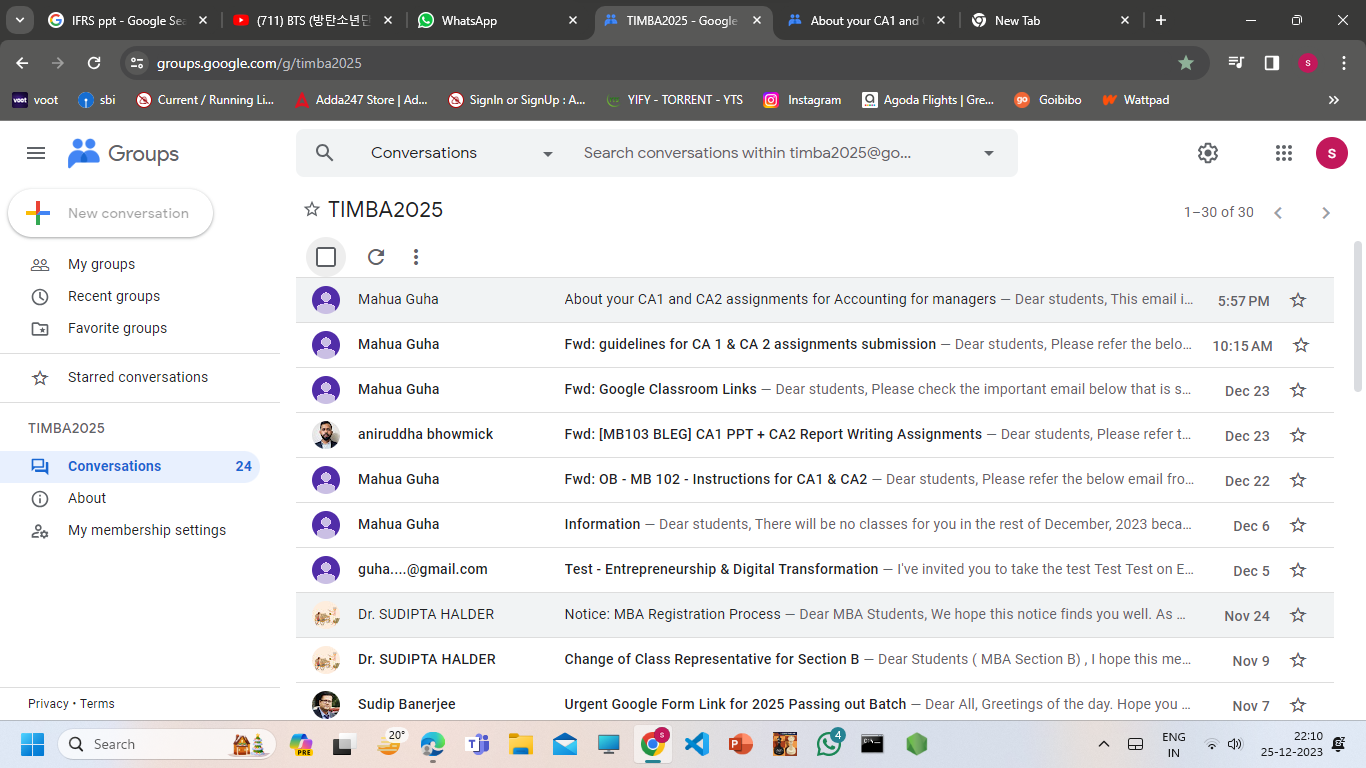 IFRS ppt - Google Sea
(711) BTS (방탄소년단
WhatsApp
TIMBA2025 - Google
About your CA1 and
New Tab
groups.google.com/g/timba2025
s
voot
sbi
Current / Running Li...
Adda247 Store | Ad...
SignIn or SignUp : A...
YIFY - TORRENT - YTS
Instagram
Agoda Flights | Gre...
go
Goibibo
Wattpad
Groups
Conversations
Search conversations within timba2025@go...
s
New conversation
TIMBA2025
1–30 of 30
My groups
Recent groups
Favorite groups
Starred conversations
TIMBA2025
Conversations 24
About
My membership settings
Privacy • Terms
Mahua Guha About your CA1 and CA2 assignments for Accounting for managers — Dear students, This email i... 5:57 PM
Mahua Guha Fwd: guidelines for CA 1 & CA 2 assignments submission — Dear students, Please refer the belo... 10:15 AM
Mahua Guha Fwd: Google Classroom Links — Dear students, Please check the important email below that is s... Dec 23
aniruddha bhowmick Fwd: [MB103 BLEG] CA1 PPT + CA2 Report Writing Assignments — Dear students, Please refer t... Dec 23
Mahua Guha Fwd: OB - MB 102 - Instructions for CA1 & CA2 — Dear students, Please refer the below email fro... Dec 22
Mahua Guha Information — Dear students, There will be no classes for you in the rest of December, 2023 beca... Dec 6
guha....@gmail.com Test - Entrepreneurship & Digital Transformation — I've invited you to take the test Test Test on E... Dec 5
Dr. SUDIPTA HALDER Notice: MBA Registration Process — Dear MBA Students, We hope this notice finds you well. As ... Nov 24
Dr. SUDIPTA HALDER Change of Class Representative for Section B — Dear Students ( MBA Section B) , I hope this me... Nov 9
Sudip Banerjee Urgent Google Form Link for 2025 Passing out Batch — Dear All, Greetings of the day. Hope you ... Nov 7
Search
PRE
20°
S
4
ENG
IN
22:10
25-12-2023